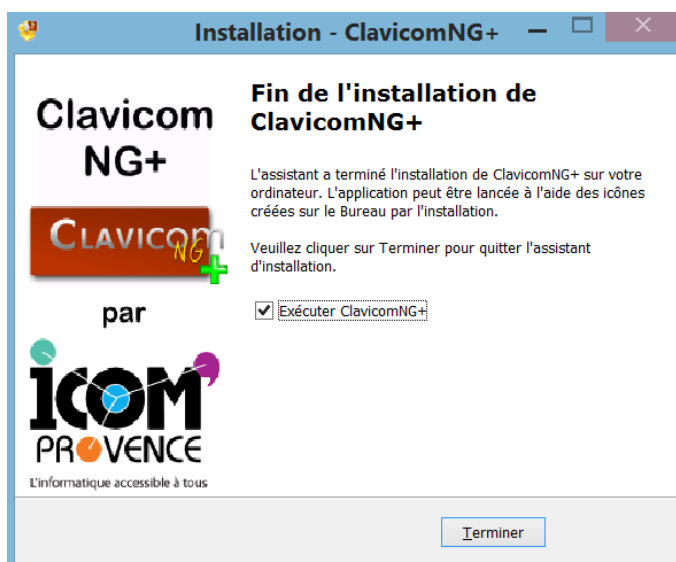 Installation - ClavicomNG+
Clavicom
NG+
CLAVICOM
NG
par
ICOM'
PROVENCE
L'informatique accessible à tous
Fin de l'installation de
ClavicomNG+
L'assistant a terminé l'installation de ClavicomNG+ sur votre
ordinateur. L'application peut être lancée à l'aide des icônes
créées sur le Bureau par l'installation.
Veuillez cliquer sur Terminer pour quitter l'assistant
d'installation.
Exécuter ClavicomNG+
Terminer